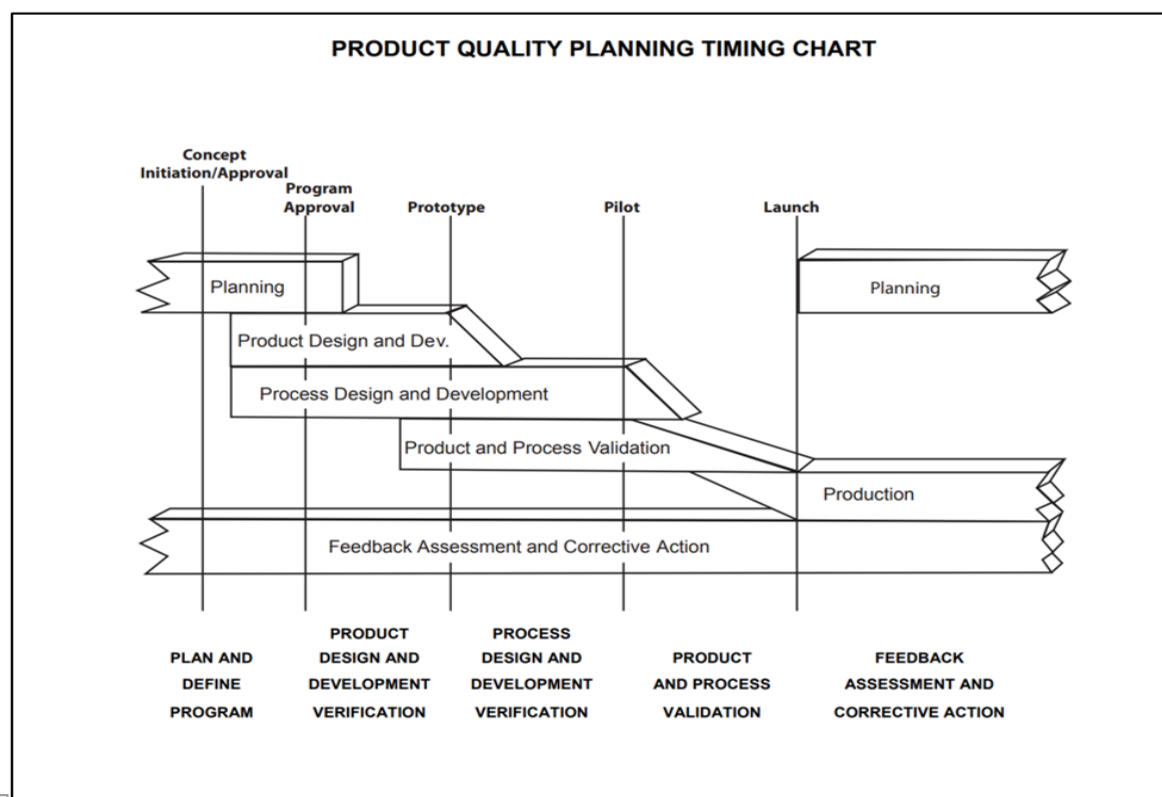 PRODUCT QUALITY PLANNING TIMING CHART
Concept
Initiation/Approval
Program
Approval
Prototype
Pilot
Launch
Planning
Planning
Product Design and Dev.
Process Design and Development
Product and Process Validation
Production
Feedback Assessment and Corrective Action
PLAN AND
DEFINE
PROGRAM
PRODUCT
DESIGN AND
DEVELOPMENT
VERIFICATION
PROCESS
DESIGN AND
DEVELOPMENT
VERIFICATION
PRODUCT
AND PROCESS
VALIDATION
FEEDBACK
ASSESSMENT AND
CORRECTIVE ACTION